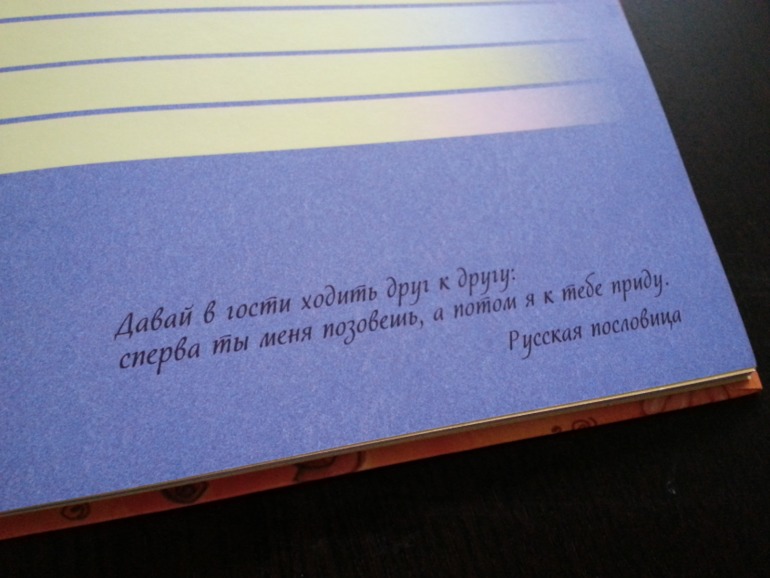 Давай в гости ходить друг к другу:
сперва ты меня позовешь, а потом я к тебе приду.
Русская пословица